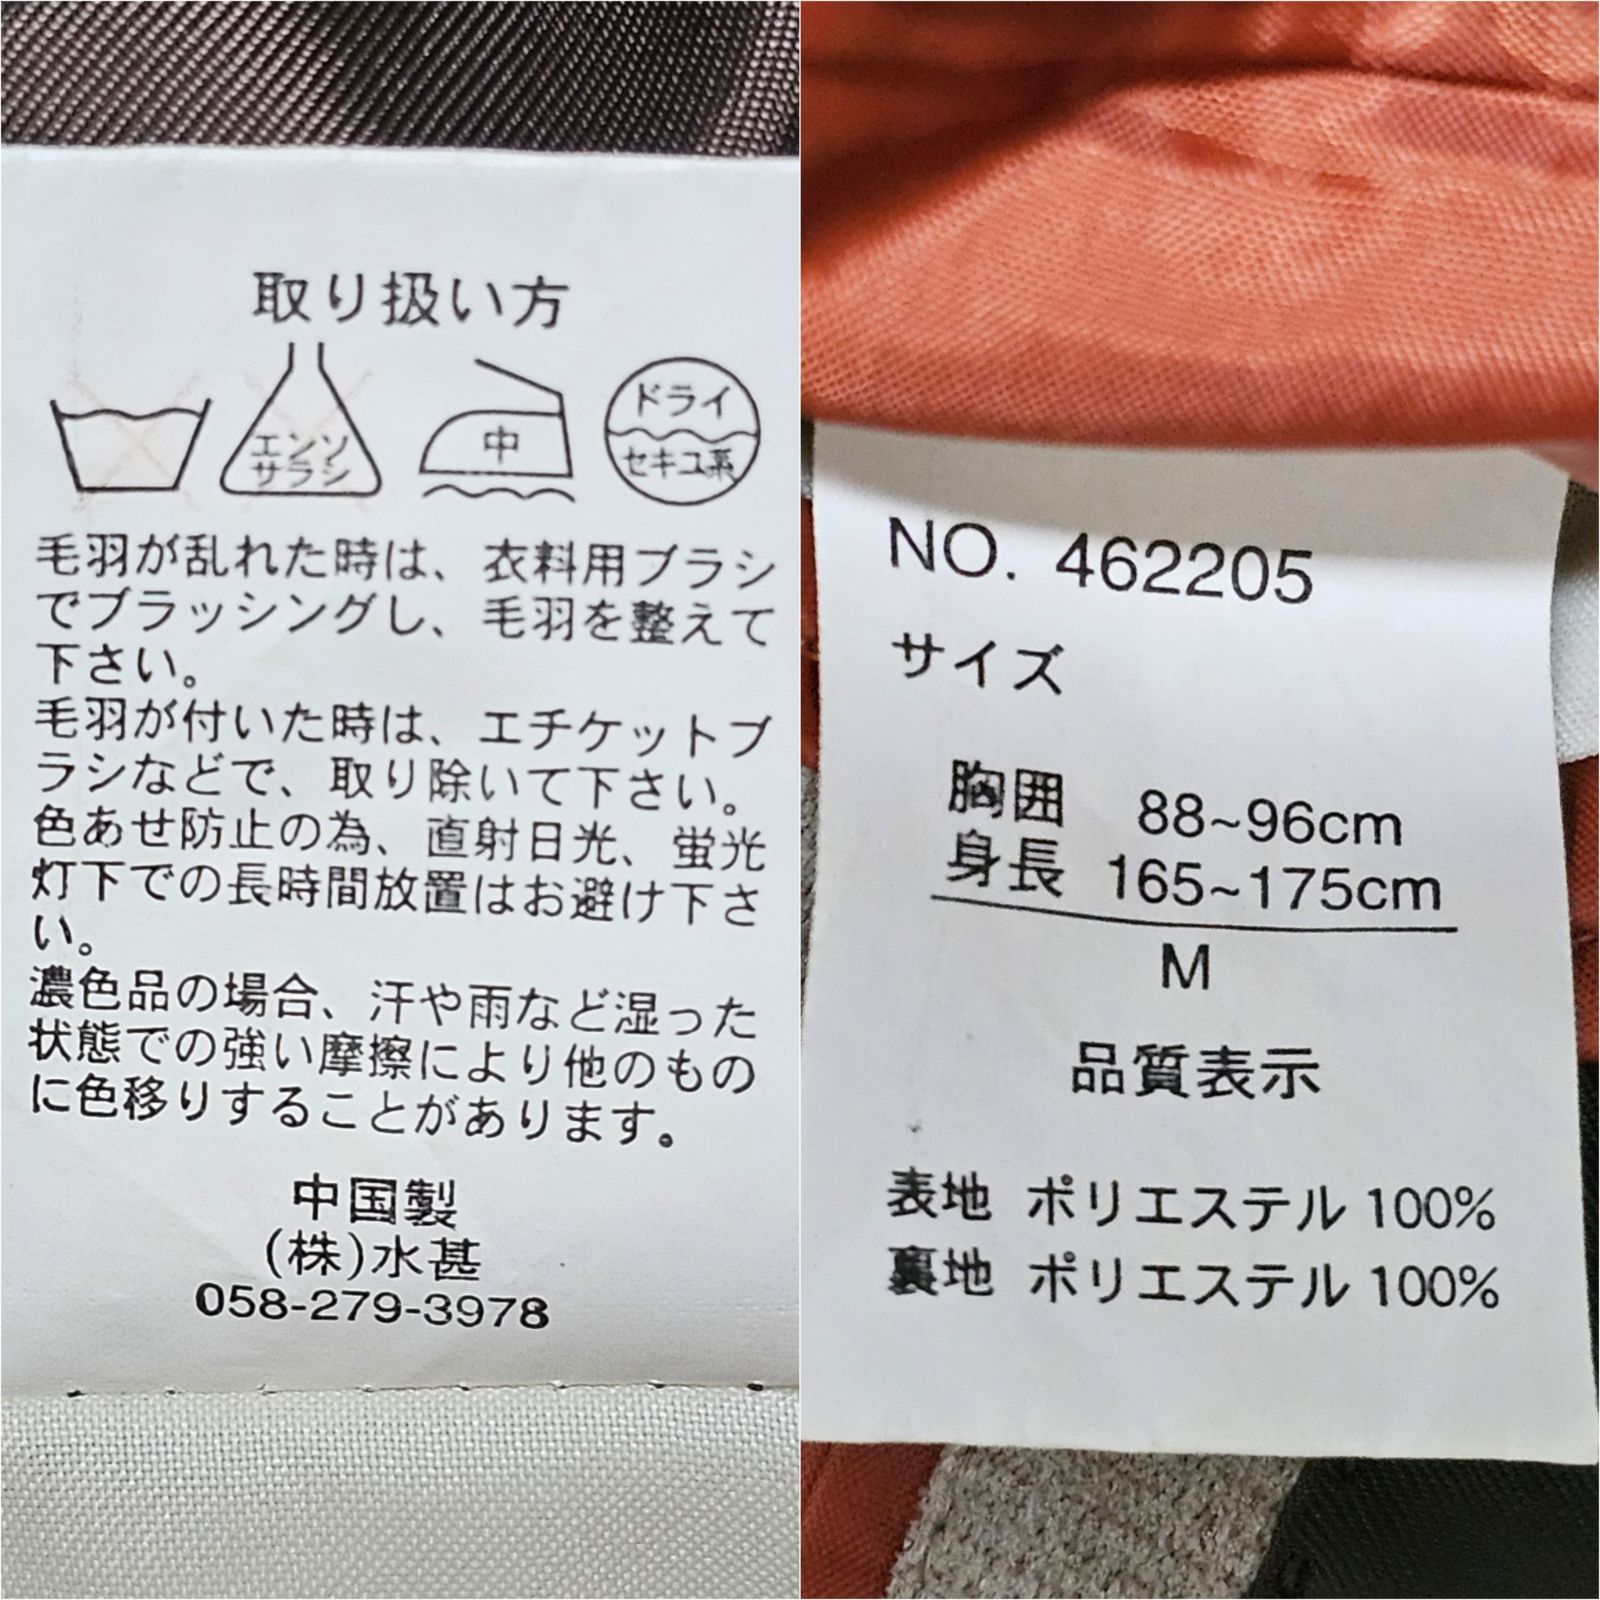 取り扱い方
エンソ
サラシ
中
ドライ
セキユ系
毛羽が乱れた時は、衣料用ブラシ
でブラッシングし、毛羽を整えて
下さい。
毛羽が付いた時は、エチケットブ
ラシなどで、取り除いて下さい。
色あせ防止の為、直射日光、蛍光
灯下での長時間放置はお避け下さ
い。
濃色品の場合、汗や雨など湿った
状態での強い摩擦により他のもの
に色移りすることがあります。
中国製
(株)水甚
058-279-3978
NO. 462205
サイズ
胸囲 88~96cm
身長 165~175cm
M
品質表示
表地 ポリエステル 100%
裏地 ポリエステル 100%